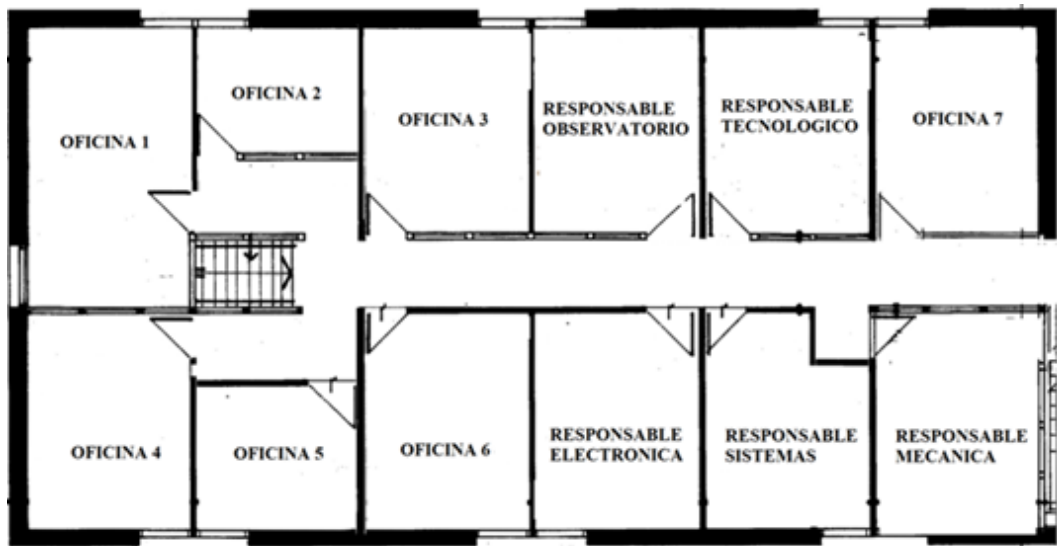 OFICINA 1
OFICINA 2
OFICINA 3
RESPONSABLE
OBSERVATORIO
RESPONSABLE
TECNOLOGICO
OFICINA 7
OFICINA 4
OFICINA 5
OFICINA 6
RESPONSABLE
ELECTRONICA
RESPONSABLE
SISTEMAS
RESPONSABLE
MECANICA